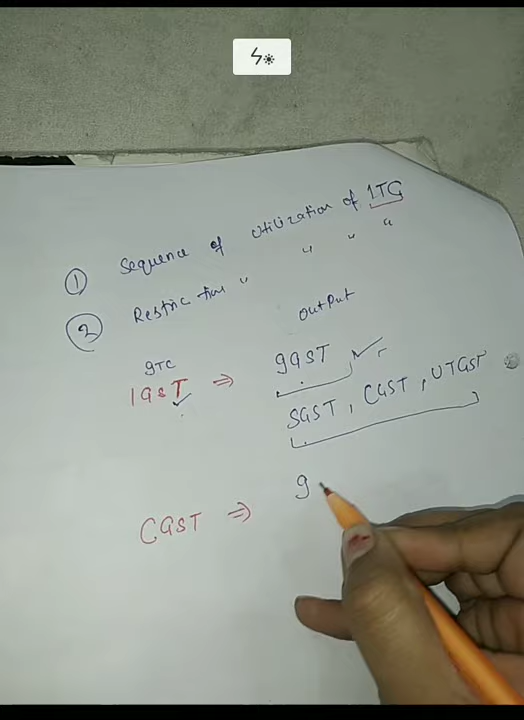 ① Sequence of Utilization of ITC
② Restriction " " " "
output
ITC
IGST ⇒ IGST ✓
SGST, CGST, UTGST
CGST ⇒ I